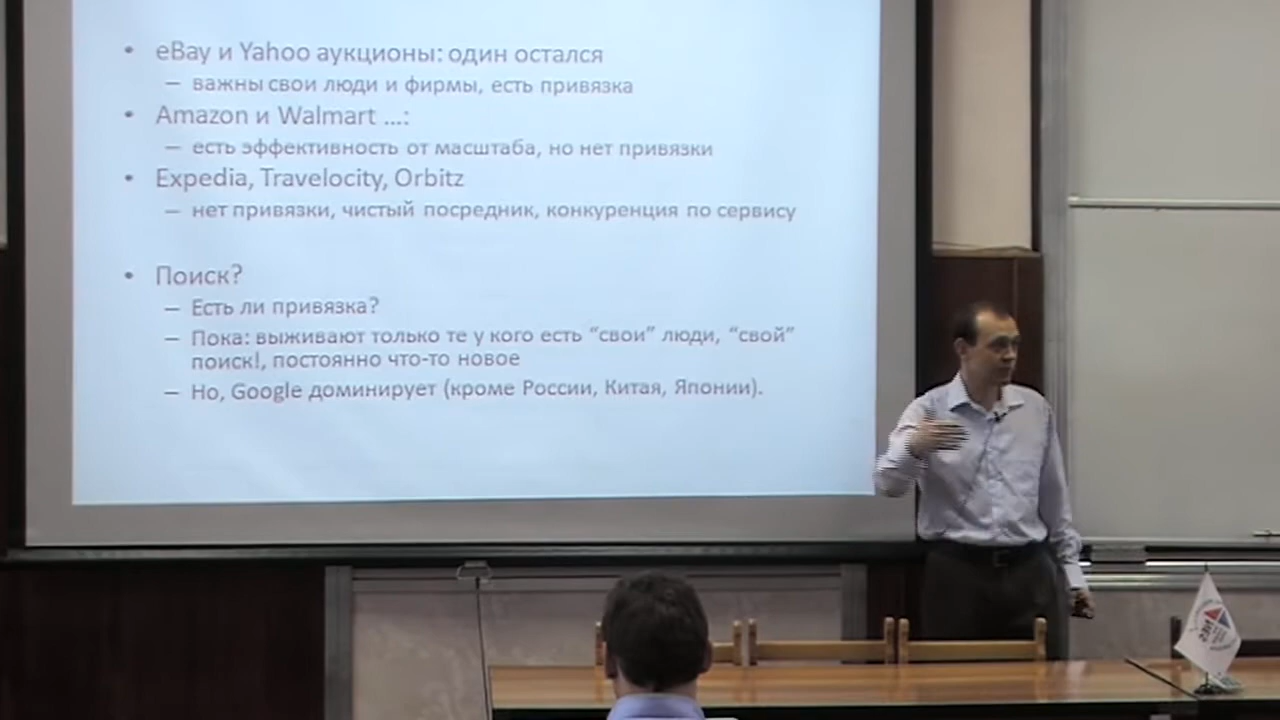 eBay и Yahoo аукционы: один остался
важны свои люди и фирмы, есть привязка
Amazon и Walmart ...:
есть эффективность от масштаба, но нет привязки
Expedia, Travelocity, Orbitz
нет привязки, чистый посредник, конкуренция по сервису
Поиск?
Есть ли привязка?
Пока: выживают только те у кого есть “свои” люди, “свой”
поиск!, постоянно что-то новое
Но, Google доминирует (кроме России, Китая, Японии).